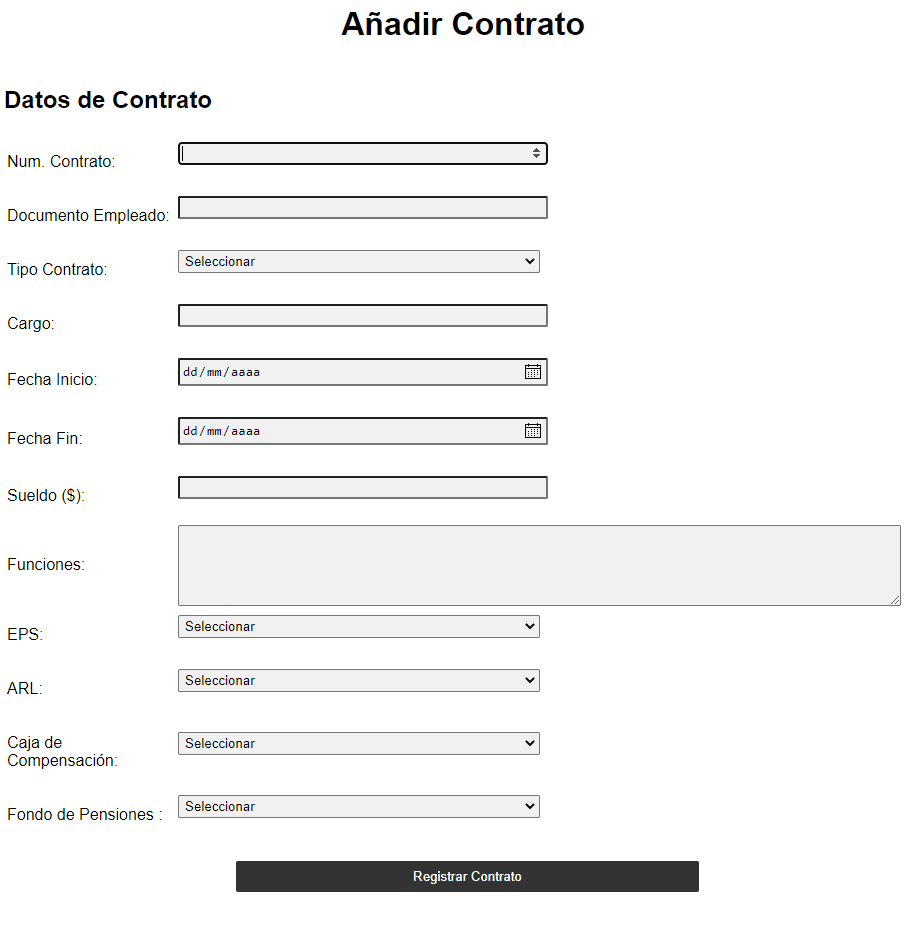 Añadir Contrato
Datos de Contrato
Num. Contrato:
Documento Empleado:
Tipo Contrato: Seleccionar
Cargo:
Fecha Inicio: dd/mm/aaaa
Fecha Fin: dd/mm/aaaa
Sueldo ($):
Funciones:
EPS: Seleccionar
ARL: Seleccionar
Caja de
Compensación: Seleccionar
Fondo de Pensiones : Seleccionar
Registrar Contrato